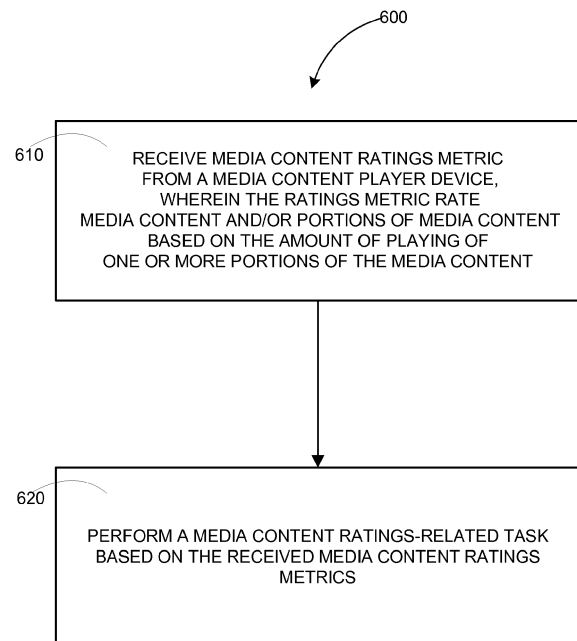 600
610
RECEIVE MEDIA CONTENT RATINGS METRIC
FROM A MEDIA CONTENT PLAYER DEVICE,
WHEREIN THE RATINGS METRIC RATE
MEDIA CONTENT AND/OR PORTIONS OF MEDIA CONTENT
BASED ON THE AMOUNT OF PLAYING OF
ONE OR MORE PORTIONS OF THE MEDIA CONTENT
620
PERFORM A MEDIA CONTENT RATINGS-RELATED TASK
BASED ON THE RECEIVED MEDIA CONTENT RATINGS
METRICS